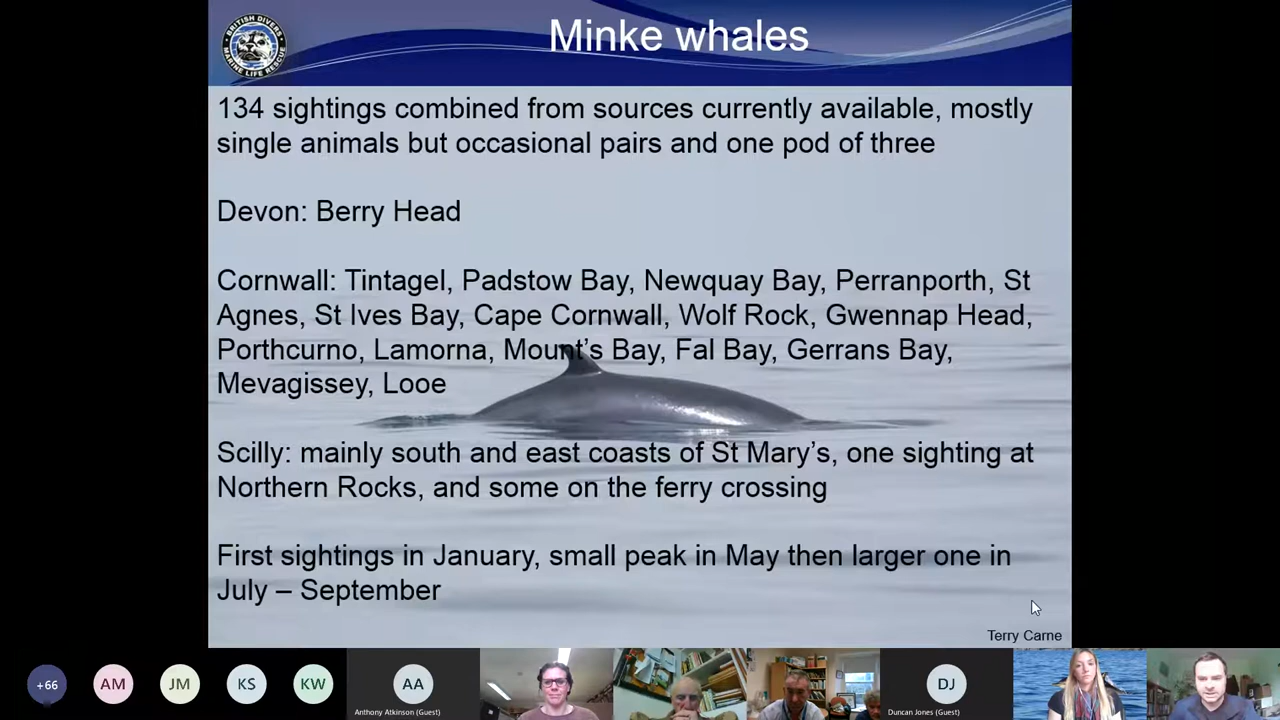 Minke whales
BRITISH DIVERS
MARINE LIFE RESCUE
134 sightings combined from sources currently available, mostly
single animals but occasional pairs and one pod of three
Devon: Berry Head
Cornwall: Tintagel, Padstow Bay, Newquay Bay, Perranporth, St
Agnes, St Ives Bay, Cape Cornwall, Wolf Rock, Gwennap Head,
Porthcurno, Lamorna, Mount's Bay, Fal Bay, Gerrans Bay,
Mevagissey, Looe
Scilly: mainly south and east coasts of St Mary's, one sighting at
Northern Rocks, and some on the ferry crossing
First sightings in January, small peak in May then larger one in
July – September
Terry Carne
+66
AM
JM
KS
KW
AA
Anthony Atkinson (Guest)
DJ
Duncan Jones (Guest)